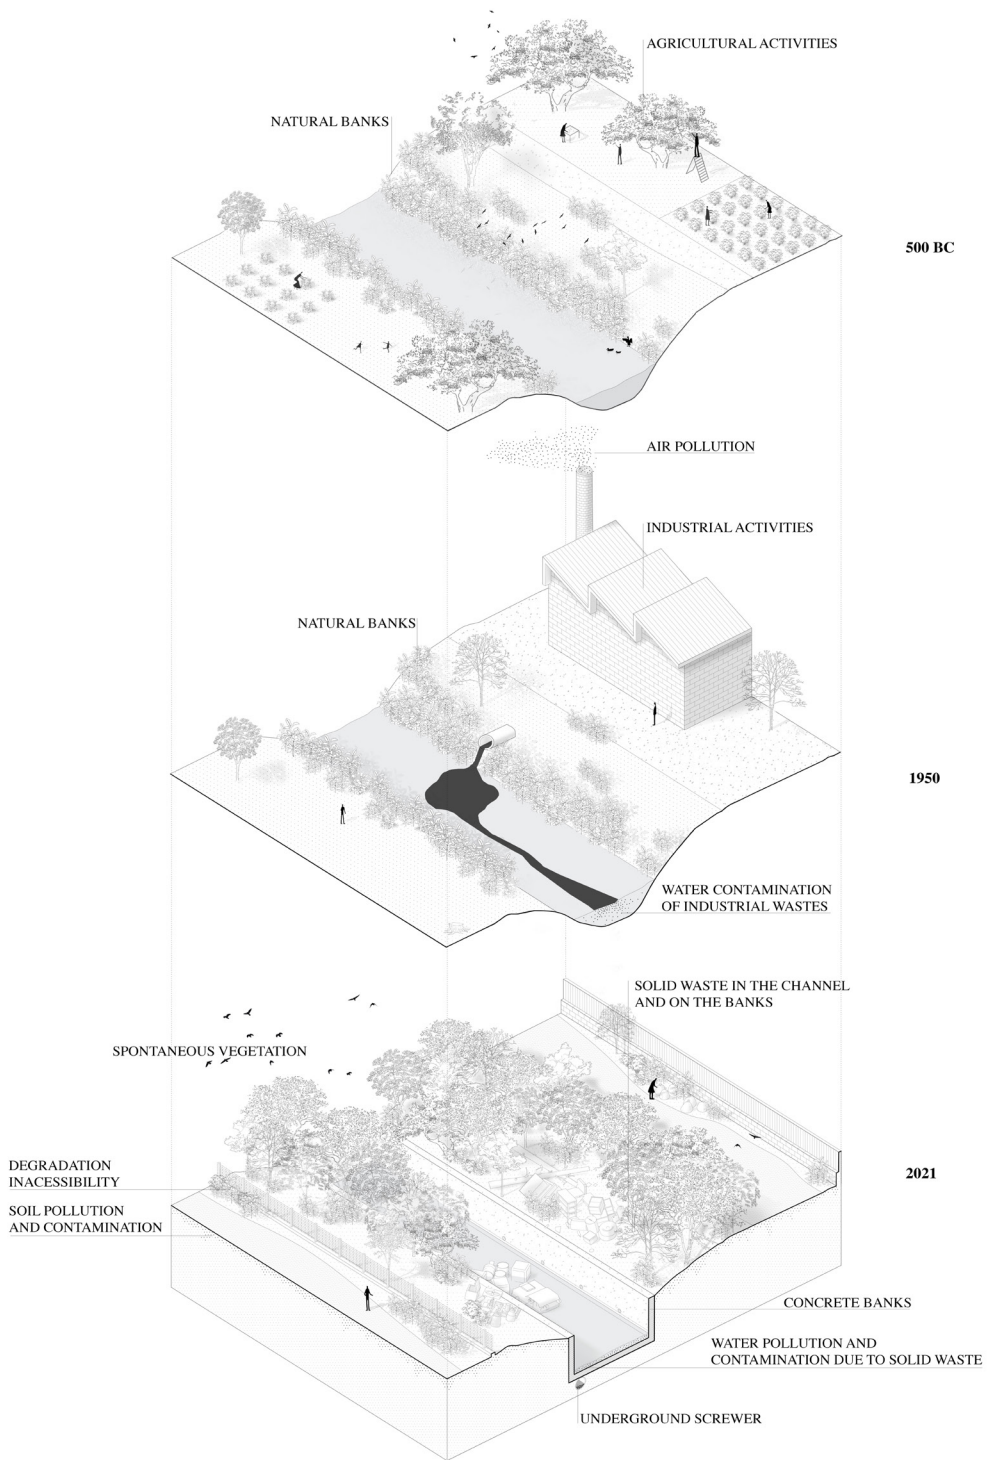 AGRICULTURAL ACTIVITIES
NATURAL BANKS
500 BC
AIR POLLUTION
INDUSTRIAL ACTIVITIES
NATURAL BANKS
1950
WATER CONTAMINATION
OF INDUSTRIAL WASTES
SOLID WASTE IN THE CHANNEL
AND ON THE BANKS
SPONTANEOUS VEGETATION
DEGRADATION
INACESSIBILITY
2021
SOIL POLLUTION
AND CONTAMINATION
CONCRETE BANKS
WATER POLLUTION AND
CONTAMINATION DUE TO SOLID WASTE
UNDERGROUND SCREWER